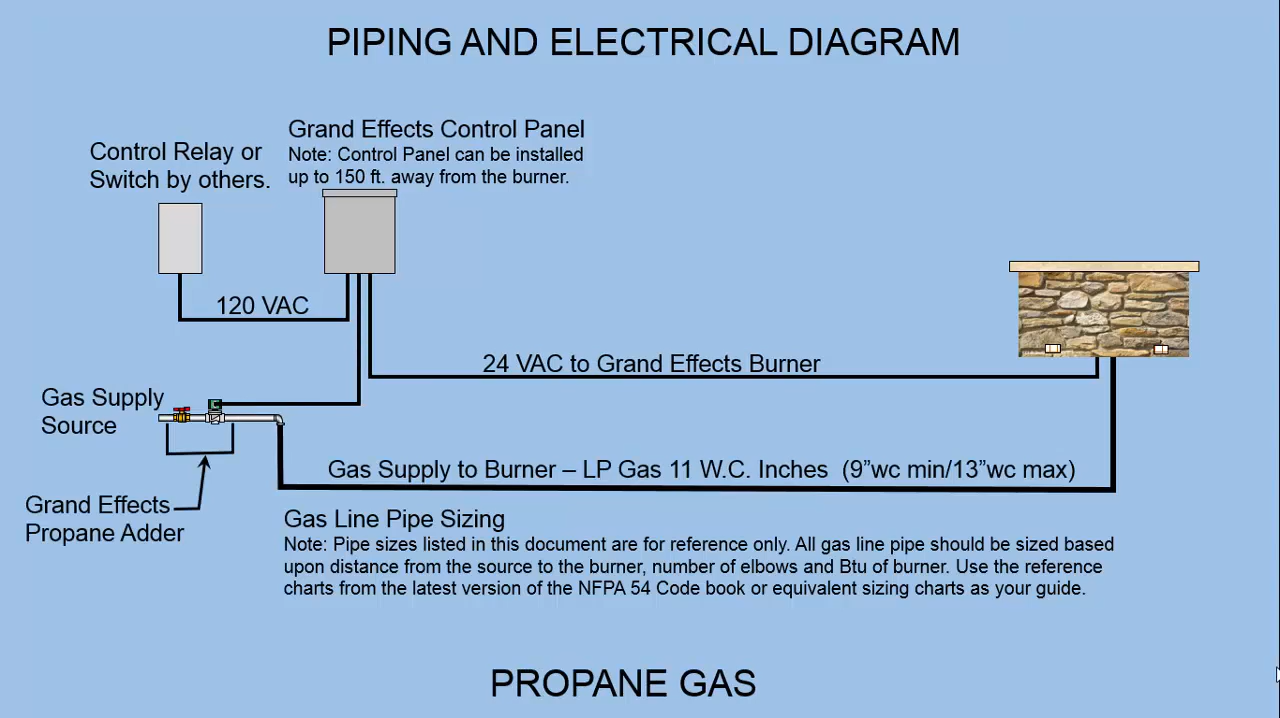 PIPING AND ELECTRICAL DIAGRAM
Grand Effects Control Panel
Note: Control Panel can be installed
up to 150 ft. away from the burner.
Control Relay or
Switch by others.
120 VAC
24 VAC to Grand Effects Burner
Gas Supply
Source
Gas Supply to Burner – LP Gas 11 W.C. Inches (9”wc min/13”wc max)
Grand Effects
Propane Adder
Gas Line Pipe Sizing
Note: Pipe sizes listed in this document are for reference only. All gas line pipe should be sized based
upon distance from the source to the burner, number of elbows and Btu of burner. Use the reference
charts from the latest version of the NFPA 54 Code book or equivalent sizing charts as your guide.
PROPANE GAS